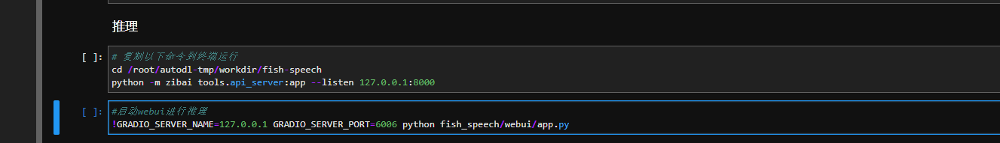 推理
[ ]:
# 复制以下命令到终端运行
cd /root/autodl-tmp/workdir/fish-speech
python -m zibai tools.api_server:app --listen 127.0.0.1:8000
[ ]:
#启动webui进行推理
!GRADIO_SERVER_NAME=127.0.0.1 GRADIO_SERVER_PORT=6006 python fish_speech/webui/app.py